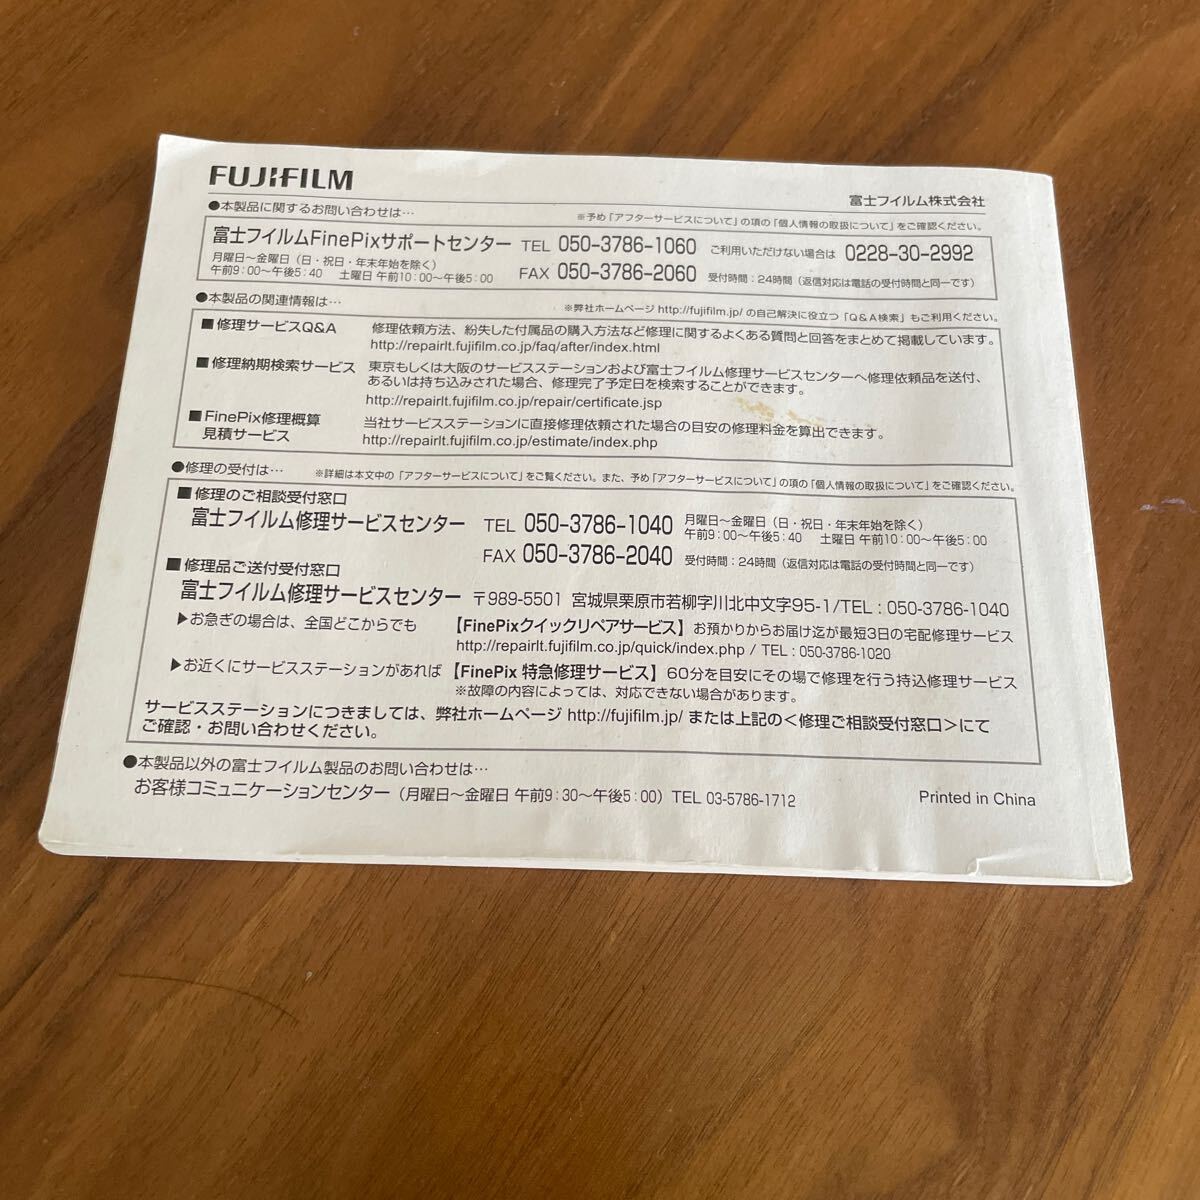 FUJIFILM
富士フイルム株式会社
●本製品に関するお問い合わせは…
※予め「アフターサービスについて」の項の「個人情報の取扱について」をご確認ください。
富士フイルムFinePixサポートセンター TEL 050-3786-1060 ご利用いただけない場合は 0228-30-2992
月曜日〜金曜日(日・祝日・年末年始を除く)
午前9:00〜午後5:40 土曜日 午前10:00〜午後5:00
FAX 050-3786-2060 受付時間:24時間(返信対応は電話の受付時間と同一です)
●本製品の関連情報は…
※弊社ホームページ http://fujifilm.jp/ の自己解決に役立つ「Q&A検索」もご利用ください。
■修理サービスQ&A 修理依頼方法、紛失した付属品の購入方法など修理に関するよくある質問と回答をまとめて掲載しています。
http://repairlt.fujifilm.co.jp/faq/after/index.html
■修理納期検索サービス 東京もしくは大阪のサービスステーションおよび富士フイルム修理サービスセンターへ修理依頼品を送付、
あるいは持ち込みされた場合、修理完了予定日を検索することができます。
http://repairlt.fujifilm.co.jp/repair/certificate.jsp
■FinePix修理概算
見積サービス
当社サービスステーションに直接修理依頼された場合の目安の修理料金を算出できます。
http://repairlt.fujifilm.co.jp/estimate/index.php
●修理の受付は…
※詳細は本文中の「アフターサービスについて」をご覧ください。また、予め「アフターサービスについて」の項の「個人情報の取扱について」をご確認ください。
■修理のご相談受付窓口
富士フイルム修理サービスセンター TEL 050-3786-1040
月曜日〜金曜日(日・祝日・年末年始を除く)
午前9:00〜午後5:40 土曜日 午前10:00〜午後5:00
FAX 050-3786-2040 受付時間:24時間(返信対応は電話の受付時間と同一です)
■修理品ご送付受付窓口
富士フイルム修理サービスセンター 〒989-5501 宮城県栗原市若柳字川北中文字95-1/TEL:050-3786-1040
▶お急ぎの場合は、全国どこからでも 【FinePixクイックリペアサービス】お預かりからお届け迄が最短3日の宅配修理サービス
http://repairlt.fujifilm.co.jp/quick/index.php / TEL:050-3786-1020
▶お近くにサービスステーションがあれば 【FinePix 特急修理サービス】60分を目安にその場で修理を行う持込修理サービス
※故障の内容によっては、対応できない場合があります。
サービスステーションにつきましては、弊社ホームページ http://fujifilm.jp/ または上記の<修理ご相談受付窓口>にて
ご確認・お問い合わせください。
●本製品以外の富士フイルム製品のお問い合わせは…
お客様コミュニケーションセンター(月曜日〜金曜日 午前9:30〜午後5:00)TEL 03-5786-1712
Printed in China